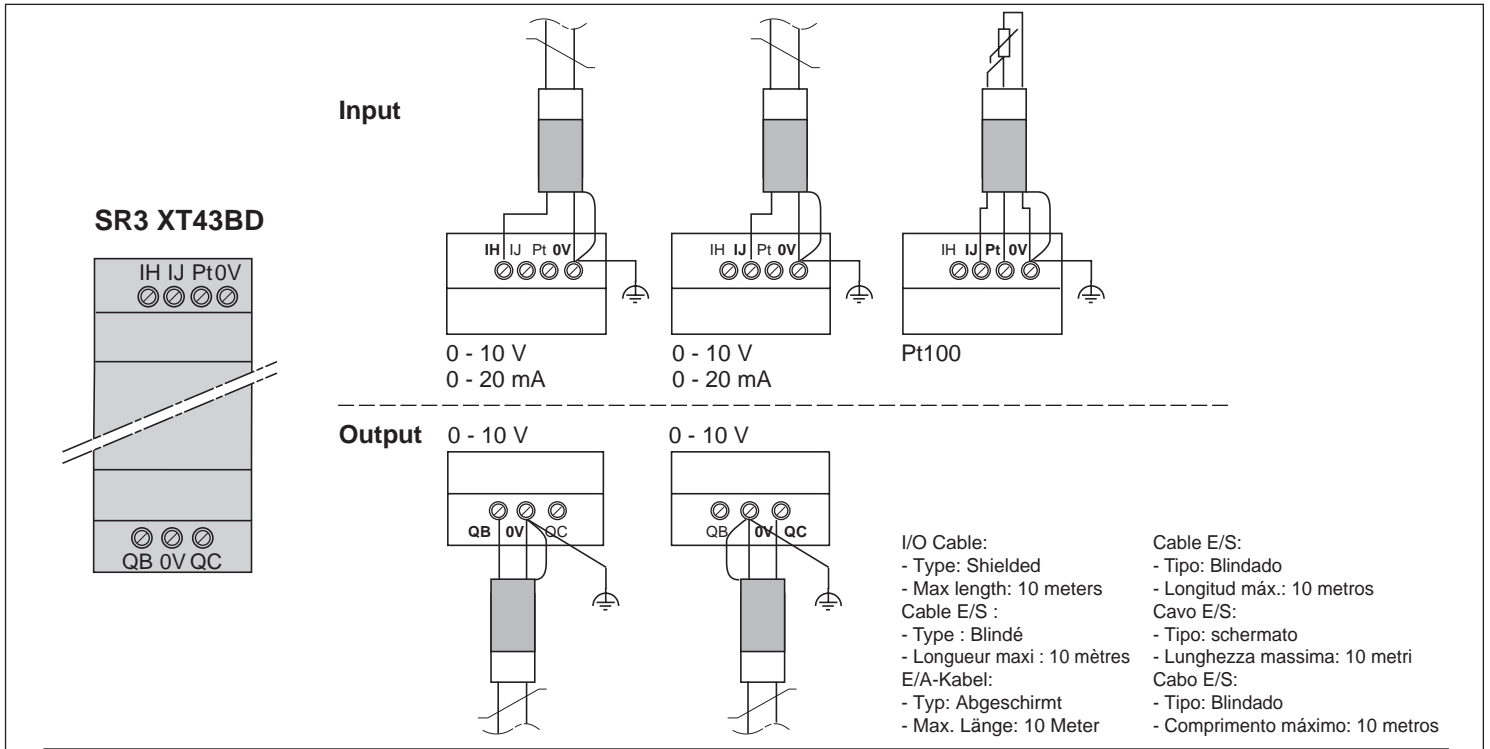 Input
SR3 XT43BD
IH IJ Pt 0V
QB 0V QC
IH IJ Pt 0V
0 - 10 V
0 - 20 mA
IH IJ Pt 0V
0 - 10 V
0 - 20 mA
IH IJ Pt 0V
Pt100
Output
0 - 10 V
QB 0V QC
0 - 10 V
QB 0V QC
I/O Cable:
- Type: Shielded
- Max length: 10 meters
Cable E/S :
- Type : Blindé
- Longueur maxi : 10 mètres
E/A-Kabel:
- Typ: Abgeschirmt
- Max. Länge: 10 Meter
Cable E/S:
- Tipo: Blindado
- Longitud máx.: 10 metros
Cavo E/S:
- Tipo: schermato
- Lunghezza massima: 10 metri
Cabo E/S:
- Tipo: Blindado
- Comprimento máximo: 10 metros